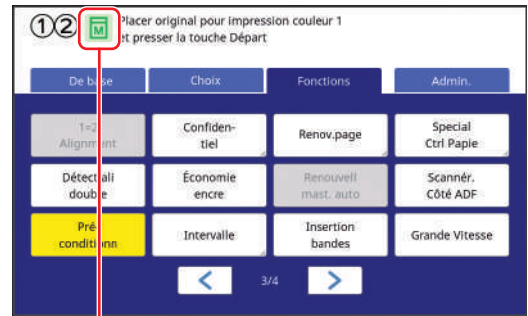 ①② M Placer original pour impression couleur 1
et presser la touche Départ
De base Choix Fonctions Admin.
1=2
Alignment
Confiden-
tiel
Renov.page
Special
Ctrl Papie
Détect ali
double
Économie
encre
Renouvell
mast. auto
Scannér.
Côté ADF
Pré-
conditionn
Intervalle
Insertion
bandes
Grande Vitesse
< 3/4 >